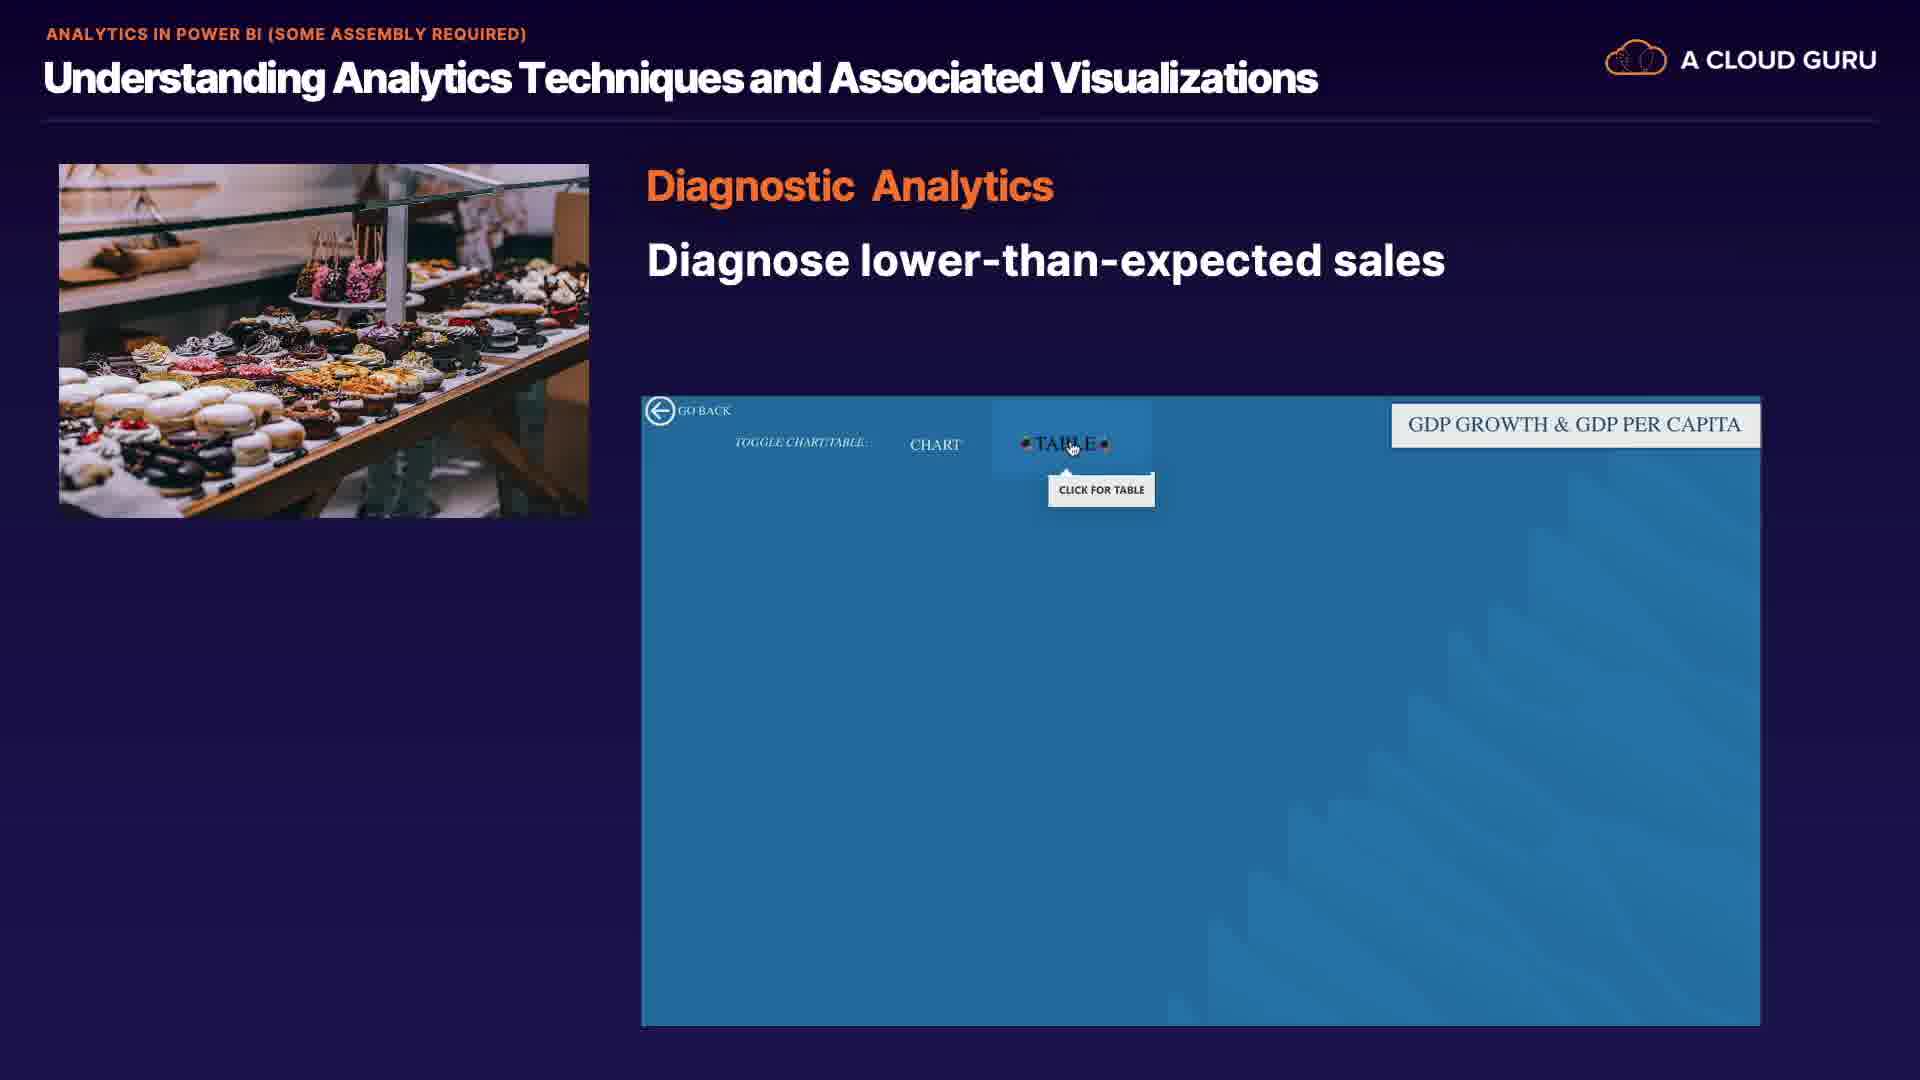 ANALYTICS IN POWER BI (SOME ASSEMBLY REQUIRED)
Understanding Analytics Techniques and Associated Visualizations
A CLOUD GURU
Diagnostic Analytics
Diagnose lower-than-expected sales
GO BACK
TOGGLE CHART/TABLE:
CHART
TABLE
CLICK FOR TABLE
GDP GROWTH & GDP PER CAPITA